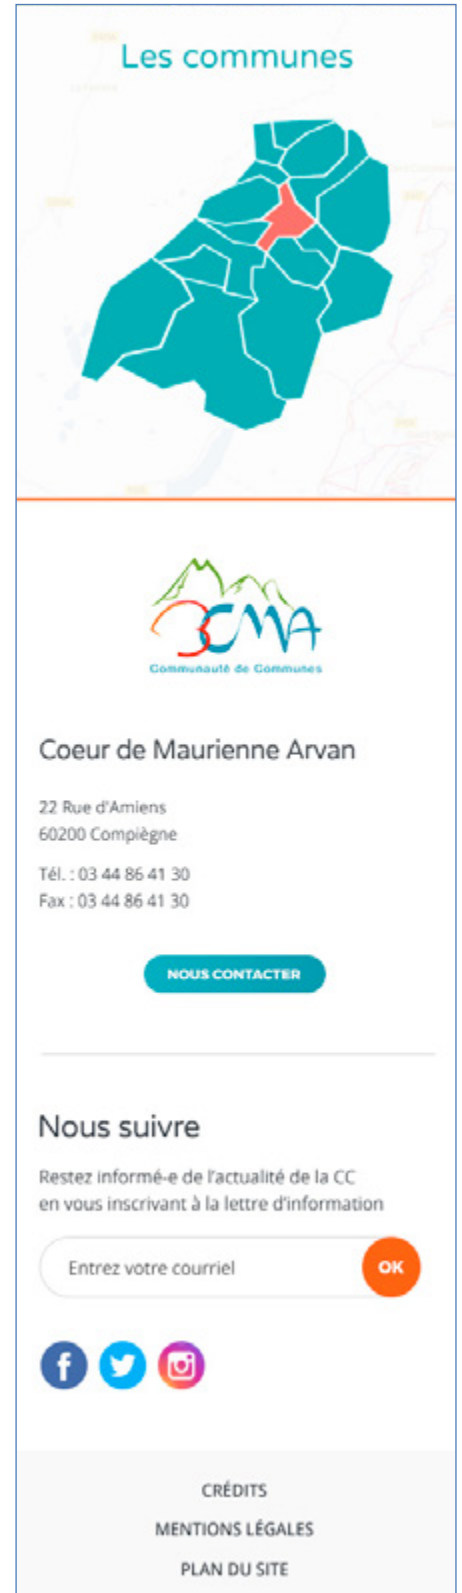 Les communes
3CMA
Communauté de Communes
Coeur de Maurienne Arvan
22 Rue d'Amiens
60200 Compiègne
Tél. : 03 44 86 41 30
Fax : 03 44 86 41 30
NOUS CONTACTER
Nous suivre
Restez informé-e de l'actualité de la CC
en vous inscrivant à la lettre d'information
Entrez votre courriel
OK
CRÉDITS
MENTIONS LÉGALES
PLAN DU SITE